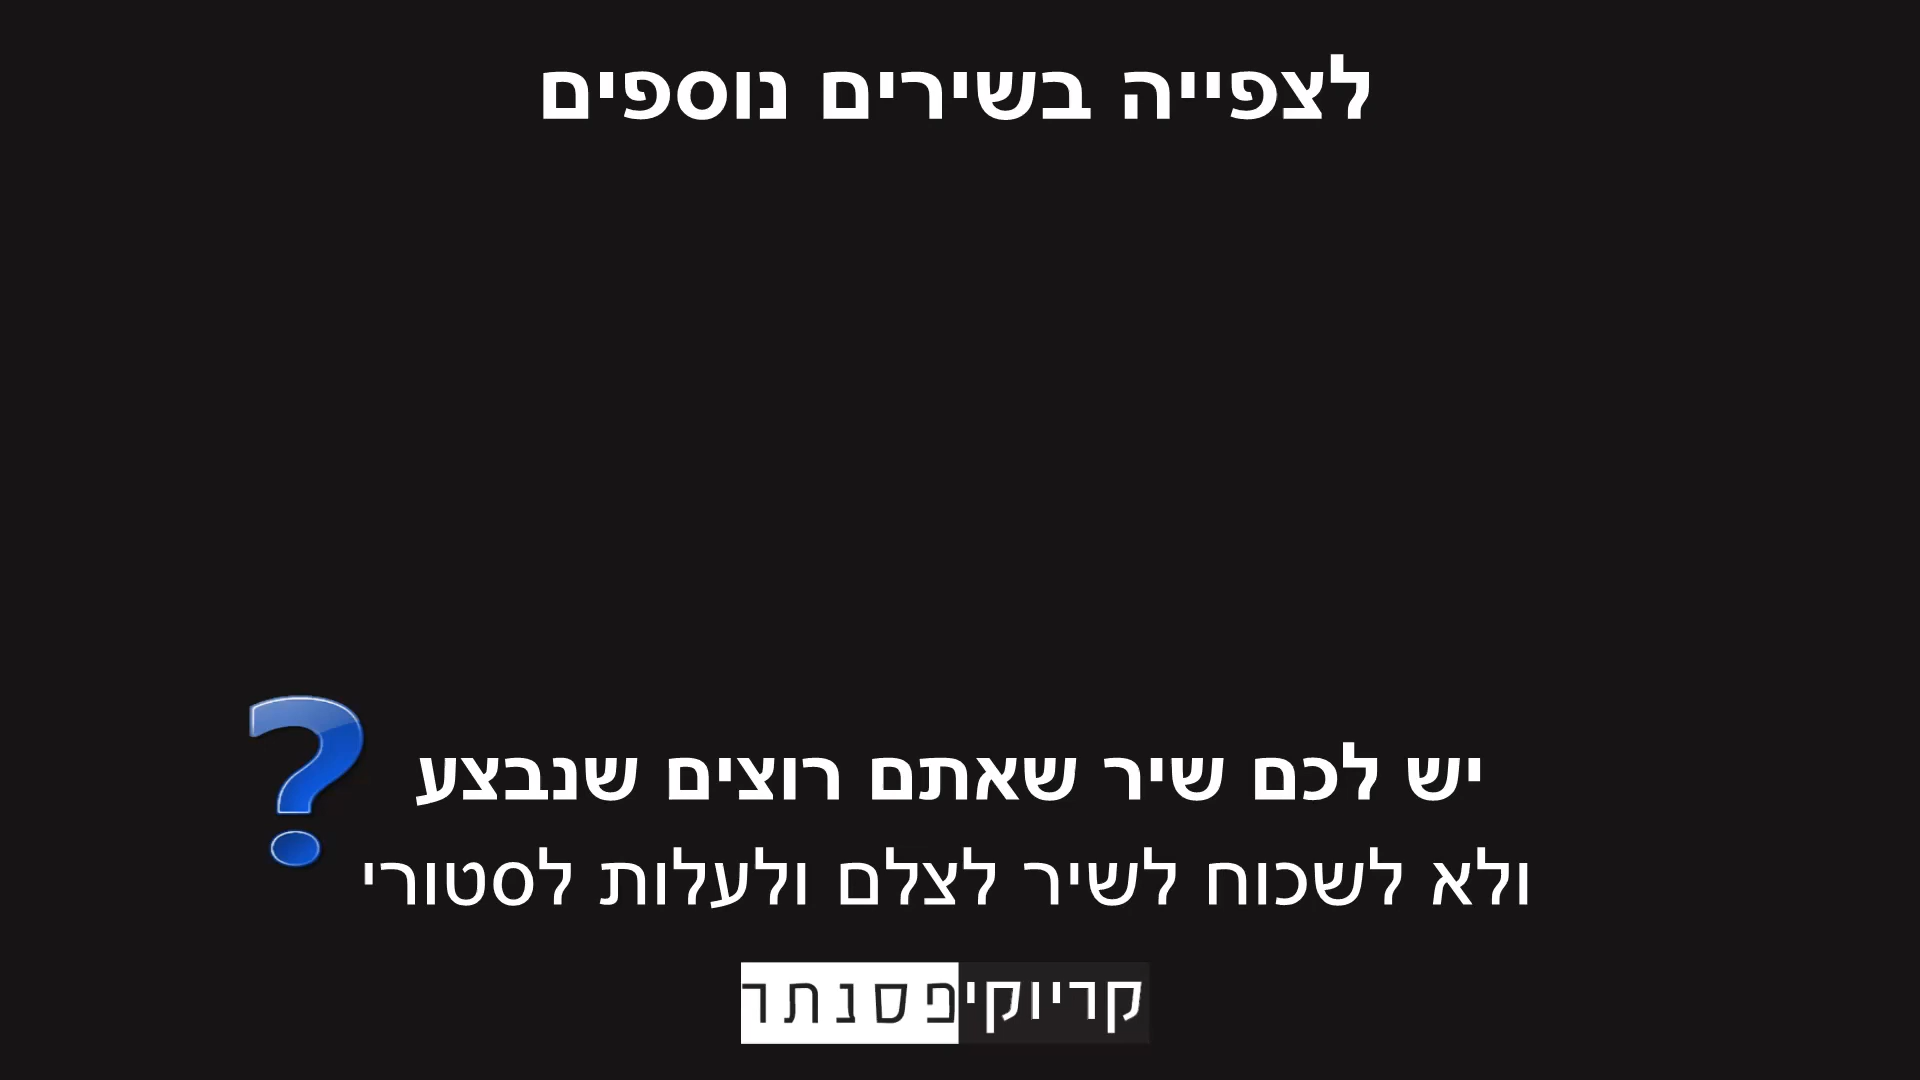 לצפייה בשירים נוספים
יש לכם שיר שאתם רוצים שנבצע?
ולא לשכוח לשיר לצלם ולעלות לסטורי
קריוקיפסנתר